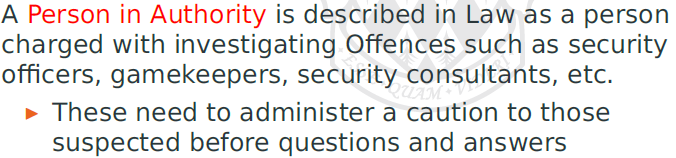 A Person in Authority is described in Law as a person
charged with investigating Offences such as security
officers, gamekeepers, security consultants, etc.
▸ These need to administer a caution to those
suspected before questions and answers
QUAM